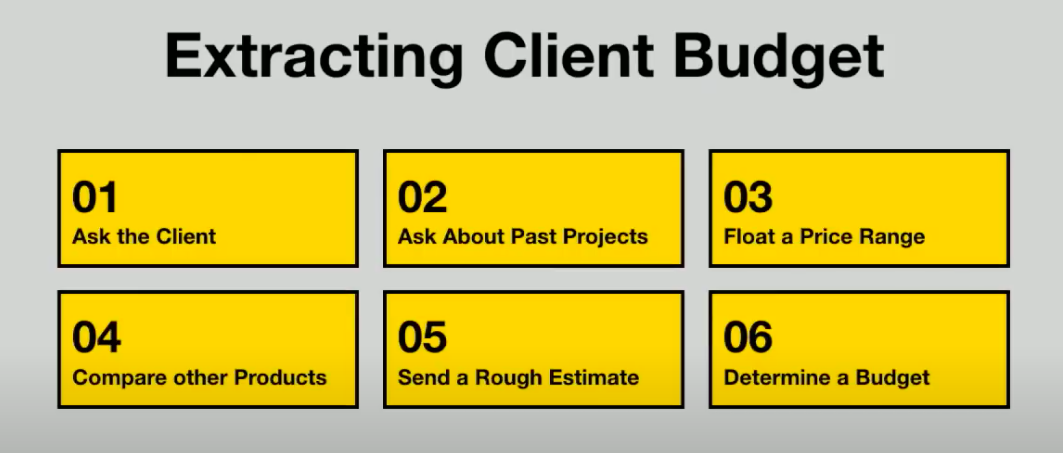 Extracting Client Budget
01
Ask the Client
02
Ask About Past Projects
03
Float a Price Range
04
Compare other Products
05
Send a Rough Estimate
06
Determine a Budget